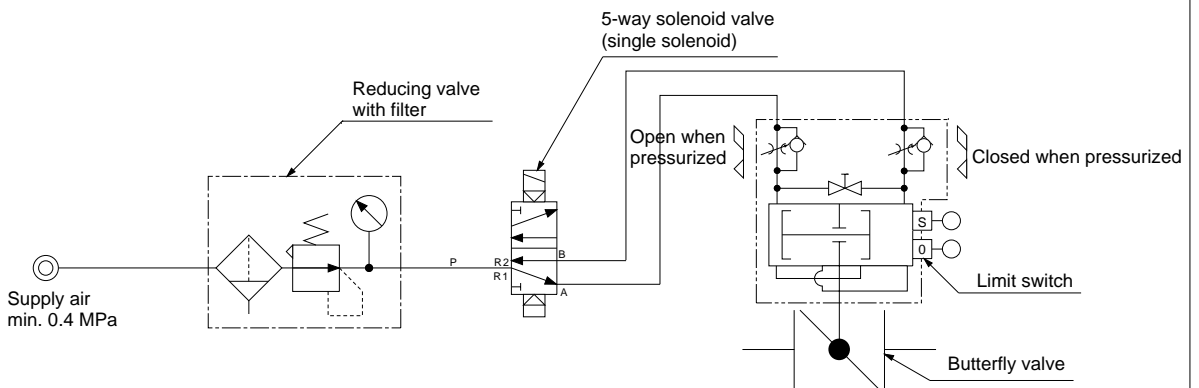 5-way solenoid valve
(single solenoid)
Reducing valve
with filter
Open when
pressurized
Closed when pressurized
S
0
B
P
R2
R1
A
Supply air
min. 0.4 MPa
Limit switch
Butterfly valve